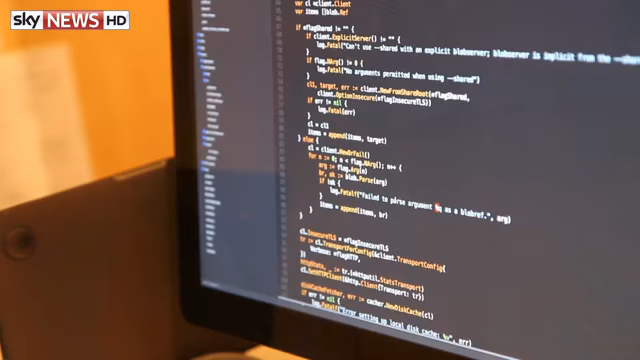 sky NEWS HD
var cl *client.Client
var items []blob.Ref
if *flagShared != "" {
if client.ExplicitServer() != "" {
log.Fatal("Can't use --shared with an explicit blobserver; blobserver is implicit from the --shar
}
if flag.NArg() != 0 {
log.Fatal("No arguments permitted when using --shared")
}
cl1, target, err := client.NewFromShareRoot(*flagShared,
client.OptionInsecure(*flagInsecureTLS))
if err != nil {
log.Fatal(err)
}
cl = cl1
items = append(items, target)
} else {
cl = client.NewOrFail()
for n := 0; n < flag.NArg(); n++ {
arg := flag.Arg(n)
br, ok := blob.Parse(arg)
if !ok {
log.Fatalf("Failed to parse argument %q as a blobref.", arg)
}
items = append(items, br)
}
}
cl.InsecureTLS = *flagInsecureTLS
tr := cl.TransportForConfig(&client.TransportConfig{
Verbose: *flagHTTP,
})
httpStats, _ := tr.(*httputil.StatsTransport)
cl.SetHTTPClient(&http.Client{Transport: tr})
diskCacheFetcher, err := cacher.NewDiskCache(cl)
if err != nil {
log.Fatalf("Error setting up local disk cache: %v", err)